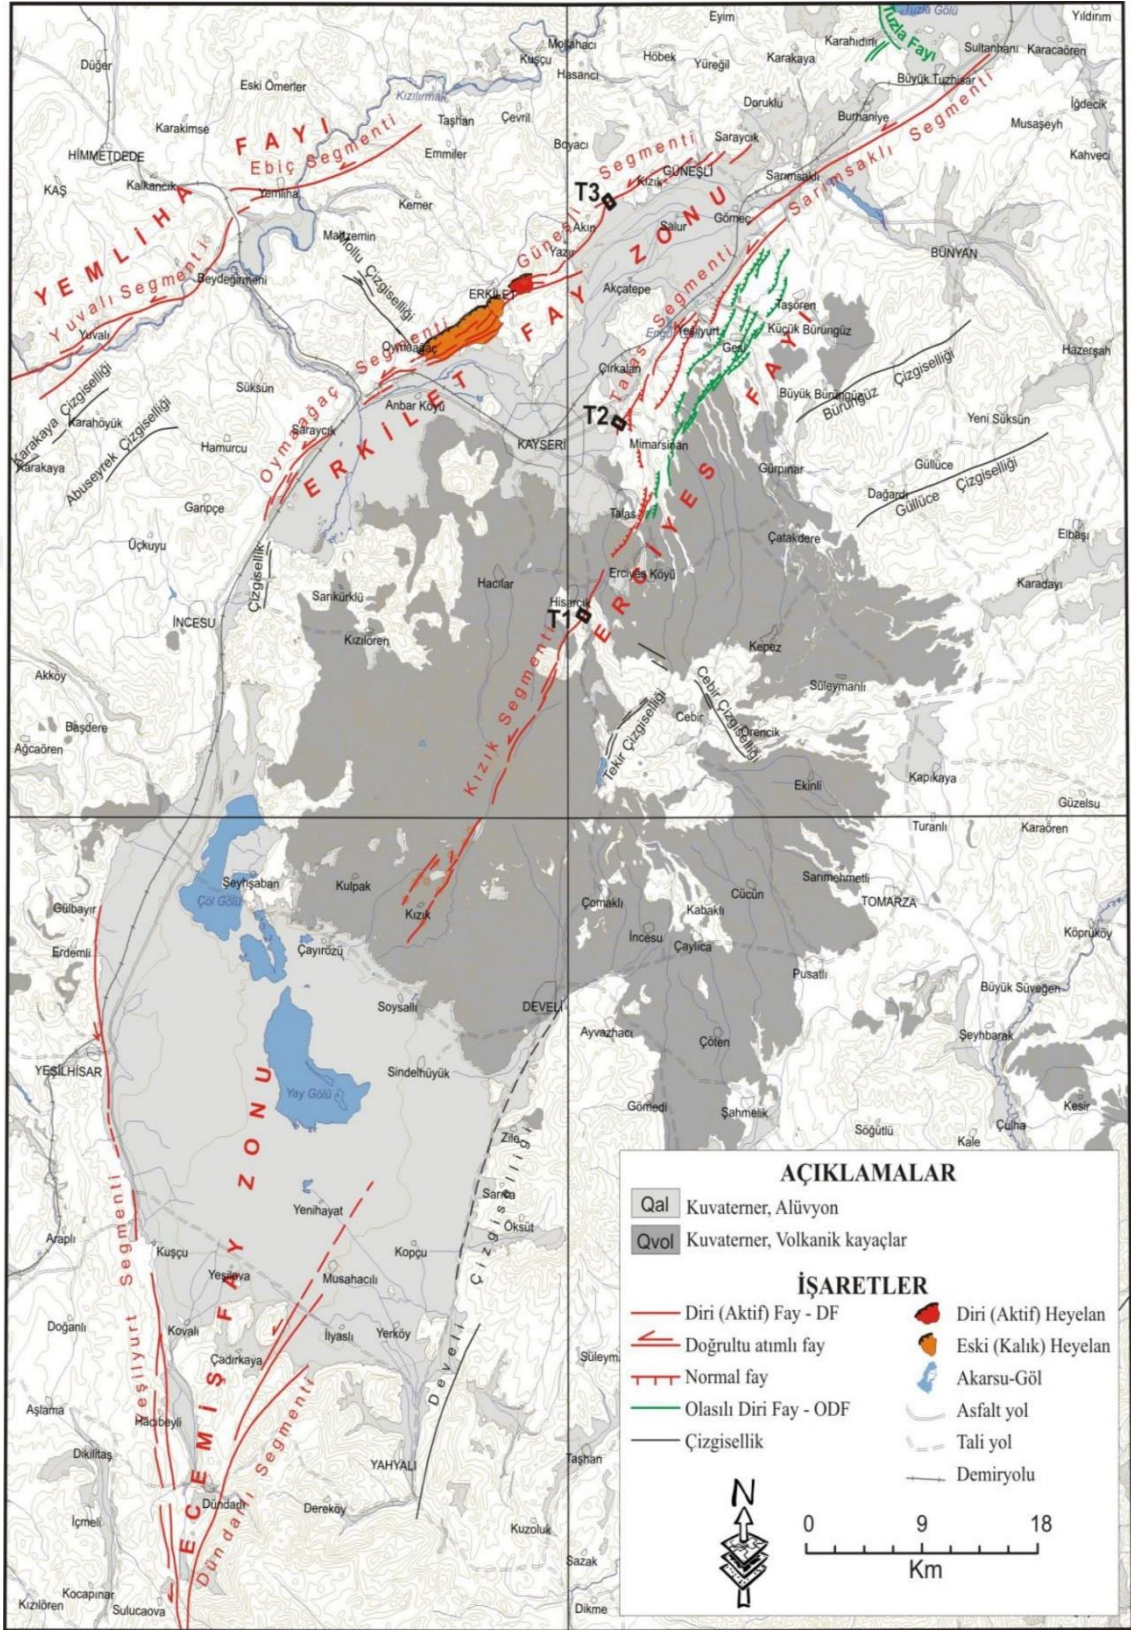 Eyim
Tuzla Gölü
Yıldırım
Düğer
Kuşçu
Mollahacı
Hasancı
Höbek
Yüreğil
Karahıdırlı
Karakaya
Tuzla Fayı
Sultanhanı
Karacaören
Büyük Tuzhisar
Eski Ömerler
Kızılırmak
Karakimse
Taşhan
Çevril
Doruklu
Burhaniye
İğdecik
Musaşeyh
HİMMETDEDE
YEMLİHA FAYI
Ebiç Segmenti
Emmiler
Boyacı
Saraycık
Kahveci
KAŞ
Kalkancık
Yemliha
Kemer
T3
Kızık
GÜNEŞLİ
Güneşli Segmenti
Sarımsaklı
Sarımsaklı Segmenti
Akın
Salur
Gömeç
Mollu Çizgiselliği
Yazır
BÜNYAN
Yuvalı Segmenti
Beydeğirmeni
ERKİLET
Akçatepe
Taşören
Yuvalı
Oymaağaç
Yeşilyurt
Gesi
Küçük Bürüngüz
Hazerşah
Oymaağaç Segmenti
ERKİLET FAY ZONU
Talas Segmenti
Çırkalan
Süksün
Anbar Köyü
Büyük Bürüngüz
Bürüngüz Çizgiselliği
Karakaya Çizgiselliği
Karahöyük
Abuseyrek Çizgiselliği
Saraycık
T2
Yeni Süksün
Karakaya
Hamurcu
KAYSERİ
Mimarsinan
Gürpınar
Güllüce
Güllüce Çizgiselliği
Dağardı
Garipçe
Talas
Üçkuyu
Çatakdere
Elbaşı
Çizgisellik
Hacılar
Erciyes Köyü
Karadayı
ERCİYES FAYI
Sarıkürklü
Hisarcık
T1
İNCESU
Kızılören
Kepez
Kızık Segmenti
Akköy
Süleymanlı
Başdere
Cebir Çizgiselliği
Cebir
Tekir Çizgiselliği
Örencik
Ağcaören
Kapıkaya
Ekinli
Güzelsu
Turanlı
Karaören
Şeyhşaban
Kulpak
Sarımehmetli
Çöl Gölü
Gülbayır
Kızık
Çomaklı
Kabaklı
Cücün
TOMARZA
Erdemli
Çayırözü
İncesu
Çaylıca
Köprüköy
Pusatlı
Büyük Süveğen
Soysallı
DEVELİ
Ayvazhacı
Çöten
Şeyhbarak
YEŞİLHİSAR
Sindelhüyük
Yay Gölü
Gömedi
Şahmelik
Kesir
Söğütlü
Çulha
Kale
Zile
Sarıca
Öksüt
Develi Çizgiselliği
Araplı
Yenihayat
Kuşçu
Yeşilova
Kopçu
Musahacılı
Yeşilyurt Segmenti
ECEMİŞ FAY ZONU
Doğanlı
Kovalı
İlyaslı
Yerköy
Çadırkaya
Süleym
Aşlama
Hacıbeyli
Dündarlı Segmenti
Dikilitaş
YAHYALI
Taşhan
İçmeli
Dündarlı
Dereköy
Kuzoluk
Kocapınar
Kızılören
Sulucaova
Sazak
Dikme
AÇIKLAMALAR
Qal Kuvaterner, Alüvyon
Qvol Kuvaterner, Volkanik kayaçlar
İŞARETLER
Diri (Aktif) Fay - DF
Doğrultu atımlı fay
Normal fay
Olasılı Diri Fay - ODF
Çizgisellik
Diri (Aktif) Heyelan
Eski (Kalık) Heyelan
Akarsu-Göl
Asfalt yol
Tali yol
Demiryolu
N
0 9 18
Km